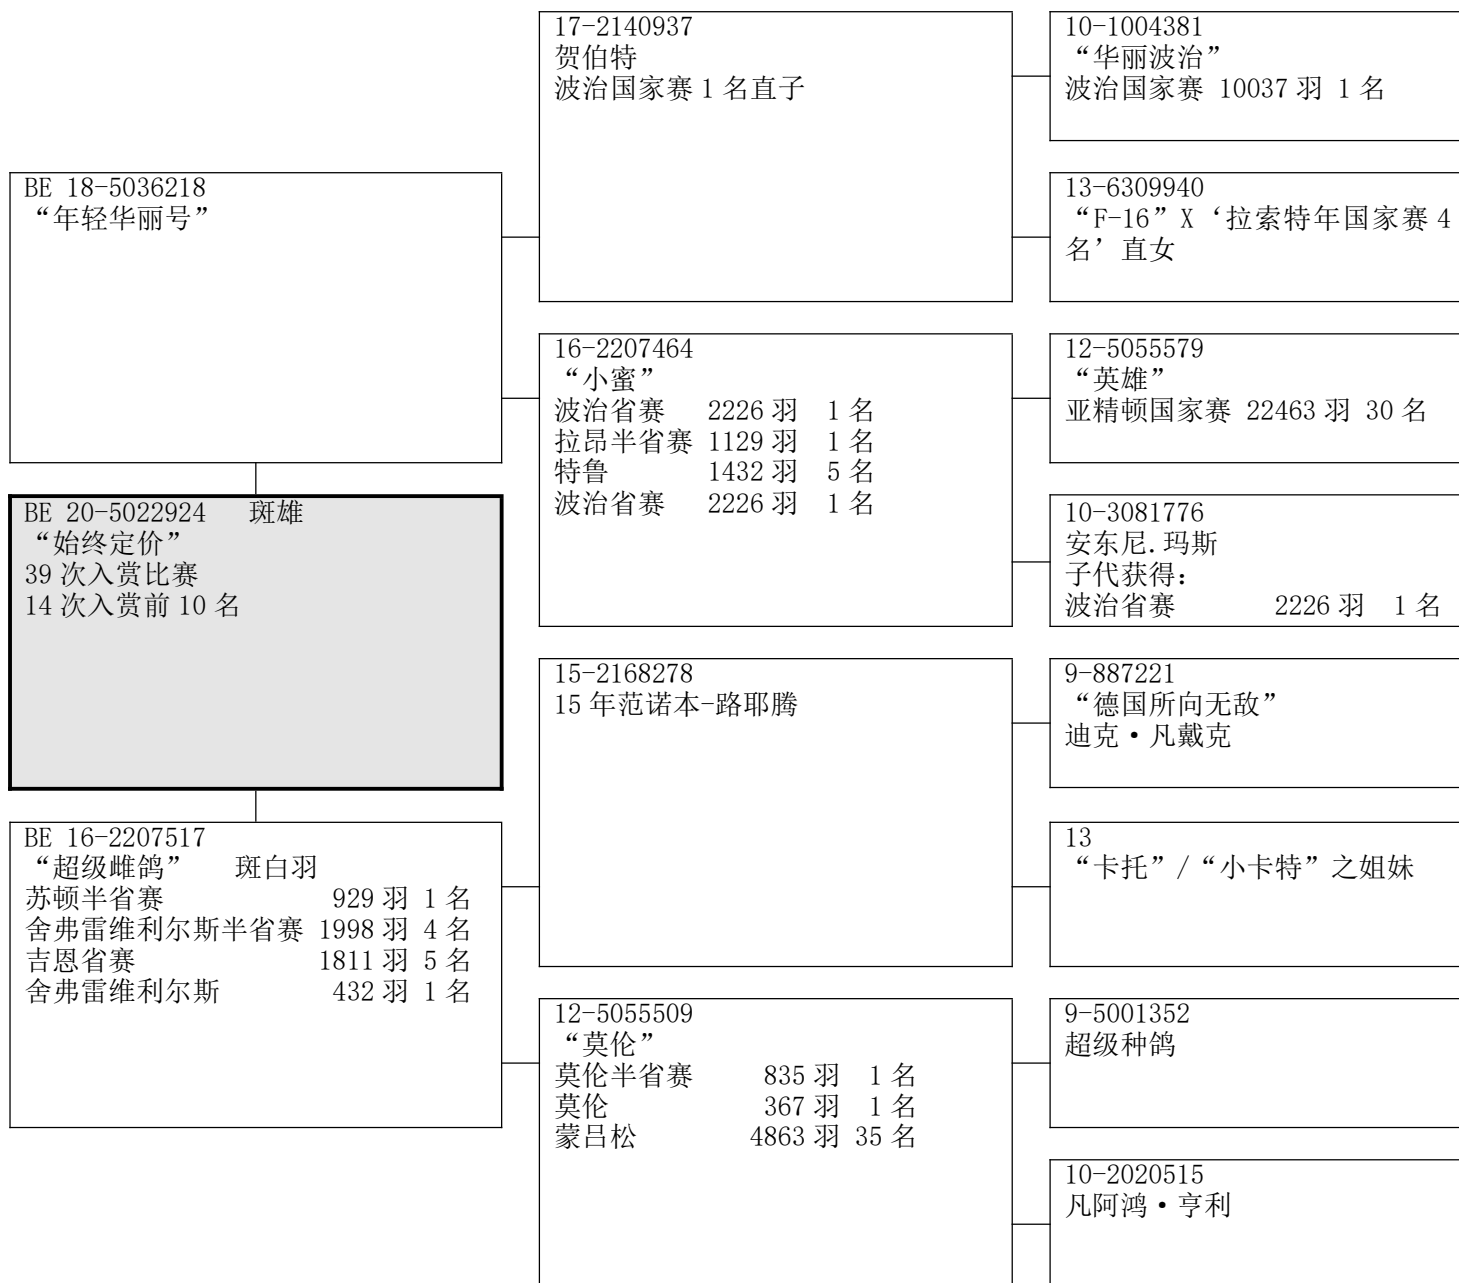 BE 18-5036218
“年轻华丽号”
BE 20-5022924 斑雄
“始终定价”
39 次入赏比赛
14 次入赏前 10 名
BE 16-2207517
“超级雌鸽” 斑白羽
苏顿半省赛 929 羽 1 名
舍弗雷维利尔斯半省赛 1998 羽 4 名
吉恩省赛 1811 羽 5 名
舍弗雷维利尔斯 432 羽 1 名
17-2140937
贺伯特
波治国家赛 1 名直子
16-2207464
“小蜜”
波治省赛 2226 羽 1 名
拉昂半省赛 1129 羽 1 名
特鲁 1432 羽 5 名
波治省赛 2226 羽 1 名
15-2168278
15 年范诺本-路耶腾
12-5055509
“莫伦”
莫伦半省赛 835 羽 1 名
莫伦 367 羽 1 名
蒙吕松 4863 羽 35 名
10-1004381
“华丽波治”
波治国家赛 10037 羽 1 名
13-6309940
“F-16”X‘拉索特年国家赛 4
名’直女
12-5055579
“英雄”
亚精顿国家赛 22463 羽 30 名
10-3081776
安东尼.玛斯
子代获得：
波治省赛 2226 羽 1 名
9-887221
“德国所向无敌”
迪克·凡戴克
13
“卡托”/“小卡特”之姐妹
9-5001352
超级种鸽
10-2020515
凡阿鸿·亨利